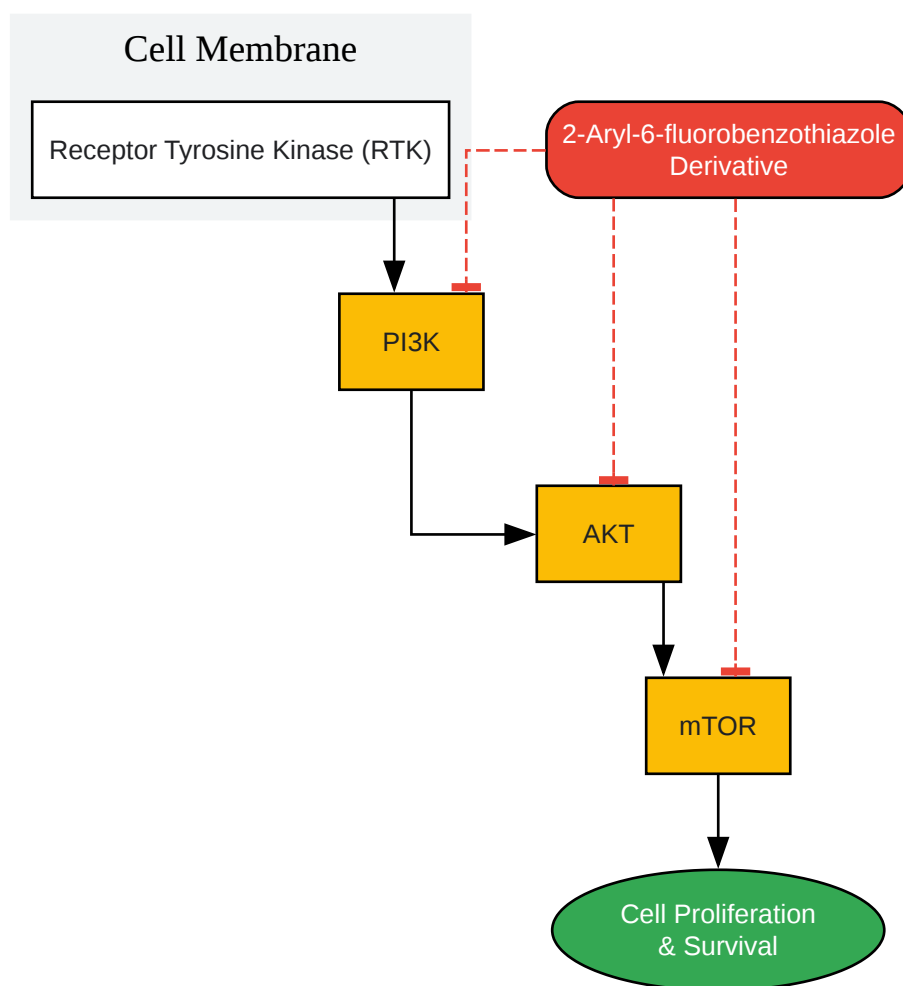 Cell Membrane
Receptor Tyrosine Kinase (RTK)
2-Aryl-6-fluorobenzothiazole
Derivative
PI3K
AKT
mTOR
Cell Proliferation
& Survival